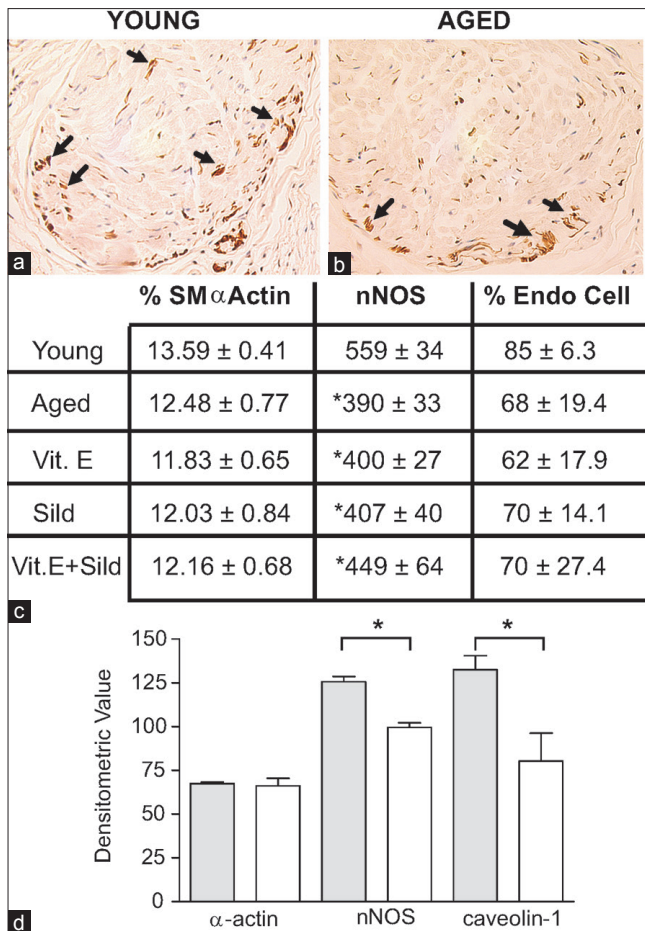 YOUNG AGED
a b
% SM αActin nNOS % Endo Cell
Young 13.59 ± 0.41 559 ± 34 85 ± 6.3
Aged 12.48 ± 0.77 *390 ± 33 68 ± 19.4
Vit. E 11.83 ± 0.65 *400 ± 27 62 ± 17.9
Sild 12.03 ± 0.84 *407 ± 40 70 ± 14.1
Vit.E+Sild 12.16 ± 0.68 *449 ± 64 70 ± 27.4
c
Densitometric Value
150
125
100
75
50
25
0
* *
α-actin nNOS caveolin-1
d